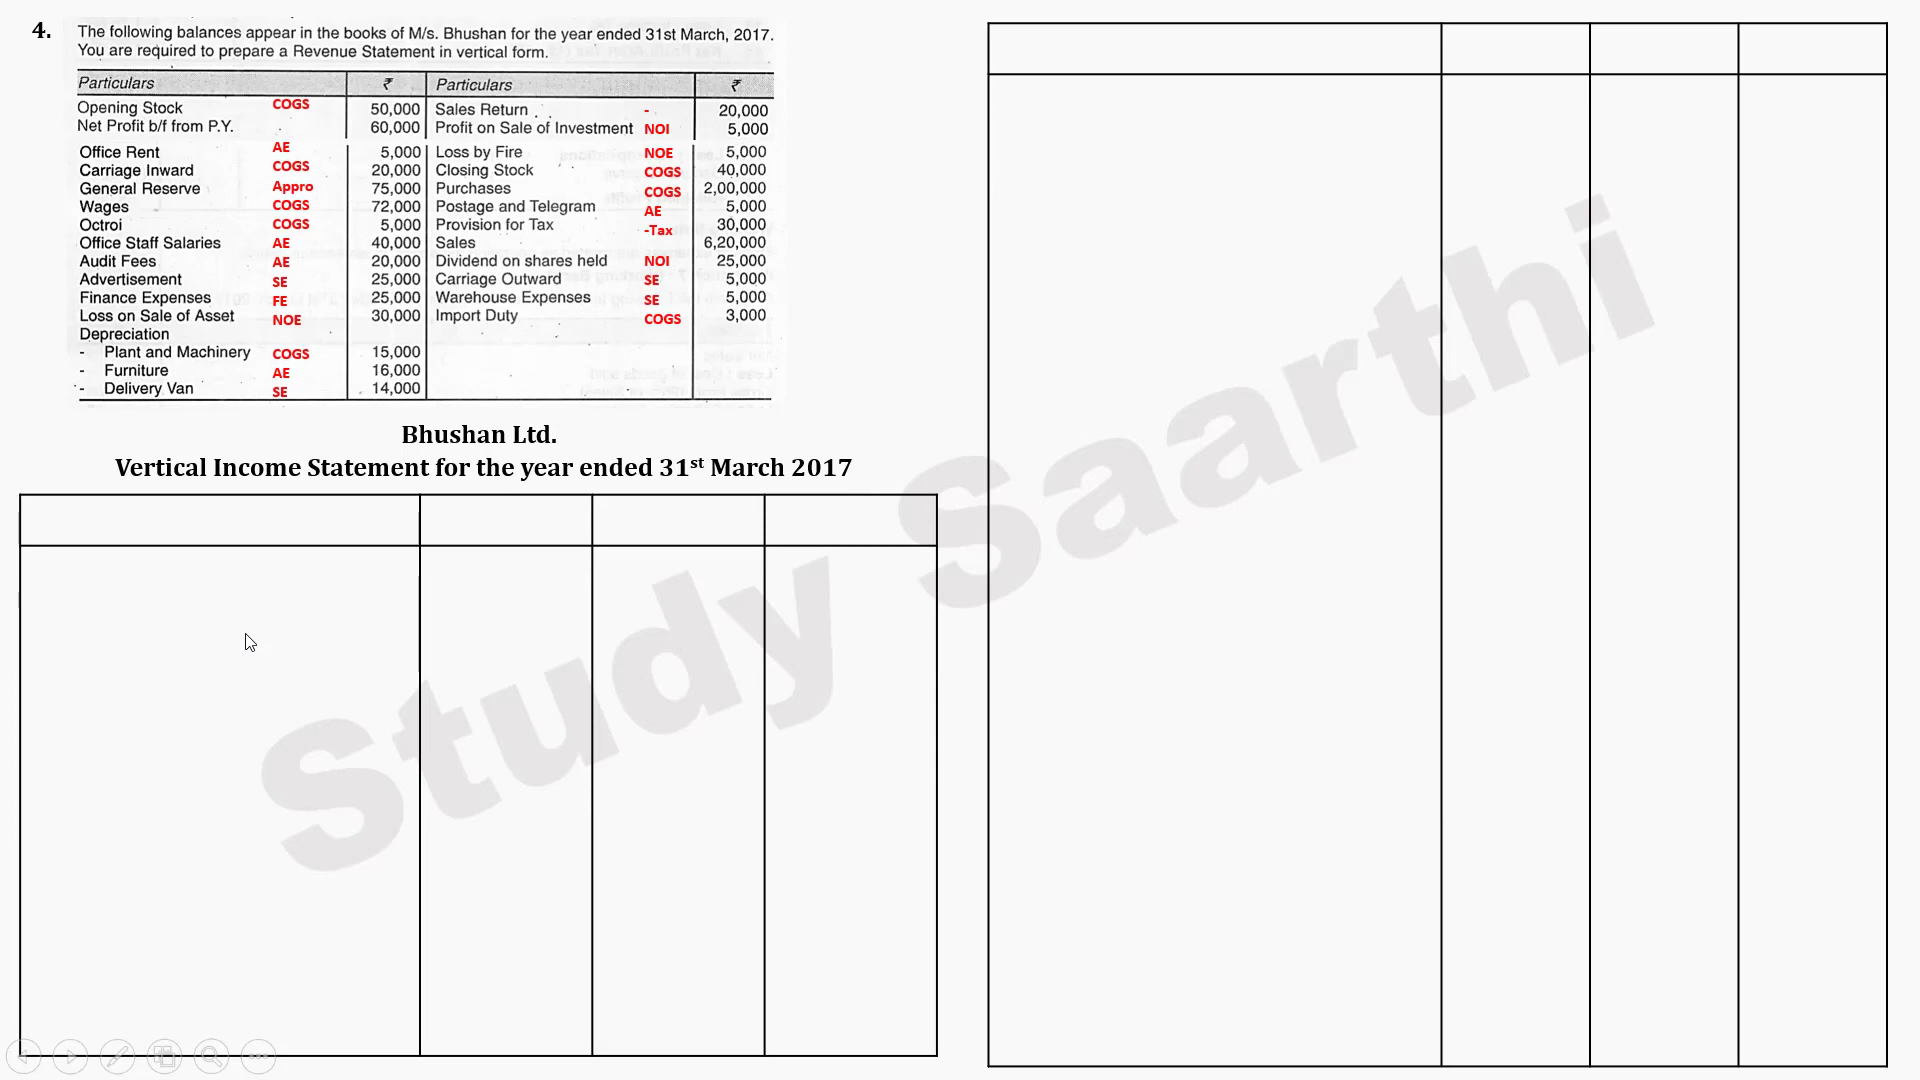 4. The following balances appear in the books of M/s. Bhushan for the year ended 31st March, 2017.
You are required to prepare a Revenue Statement in vertical form.
Particulars ₹ Particulars ₹
Opening Stock COGS 50,000 Sales Return - 20,000
Net Profit b/f from P.Y. 60,000 Profit on Sale of Investment NOI 5,000
Office Rent AE 5,000 Loss by Fire NOE 5,000
Carriage Inward COGS 20,000 Closing Stock COGS 40,000
General Reserve Appro 75,000 Purchases COGS 2,00,000
Wages COGS 72,000 Postage and Telegram AE 5,000
Octroi COGS 5,000 Provision for Tax -Tax 30,000
Office Staff Salaries AE 40,000 Sales 6,20,000
Audit Fees AE 20,000 Dividend on shares held NOI 25,000
Advertisement SE 25,000 Carriage Outward SE 5,000
Finance Expenses FE 25,000 Warehouse Expenses SE 5,000
Loss on Sale of Asset NOE 30,000 Import Duty COGS 3,000
Depreciation
- Plant and Machinery COGS 15,000
- Furniture AE 16,000
- Delivery Van SE 14,000
Bhushan Ltd.
Vertical Income Statement for the year ended 31st March 2017
Study Saarthi